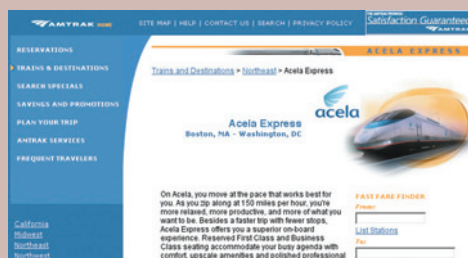 AMTRAK HOME
SITE MAP | HELP | CONTACT US | SEARCH | PRIVACY POLICY
Satisfaction Guaranteed
AMTRAK
ACELA EXPRESS
RESERVATIONS
TRAINS & DESTINATIONS
SEARCH SPECIALS
SAVINGS AND PROMOTIONS
PLAN YOUR TRIP
AMTRAK SERVICES
FREQUENT TRAVELERS
California
Midwest
Northeast
Northwest
Trains and Destinations > Northeast > Acela Express
acela
Acela Express
Boston, MA - Washington, DC
On Acela, you move at the pace that works best for
you. As you zip along at 150 miles per hour, you're
more relaxed, more productive, and more of what you
want to be. Besides a faster trip with fewer stops,
Acela Express offers you a superior on-board
experience. Reserved First Class and Business
Class seating accommodate your busy agenda with
comfort, upscale amenities and polished professional
FAST FARE FINDER
From:
List Stations
To: